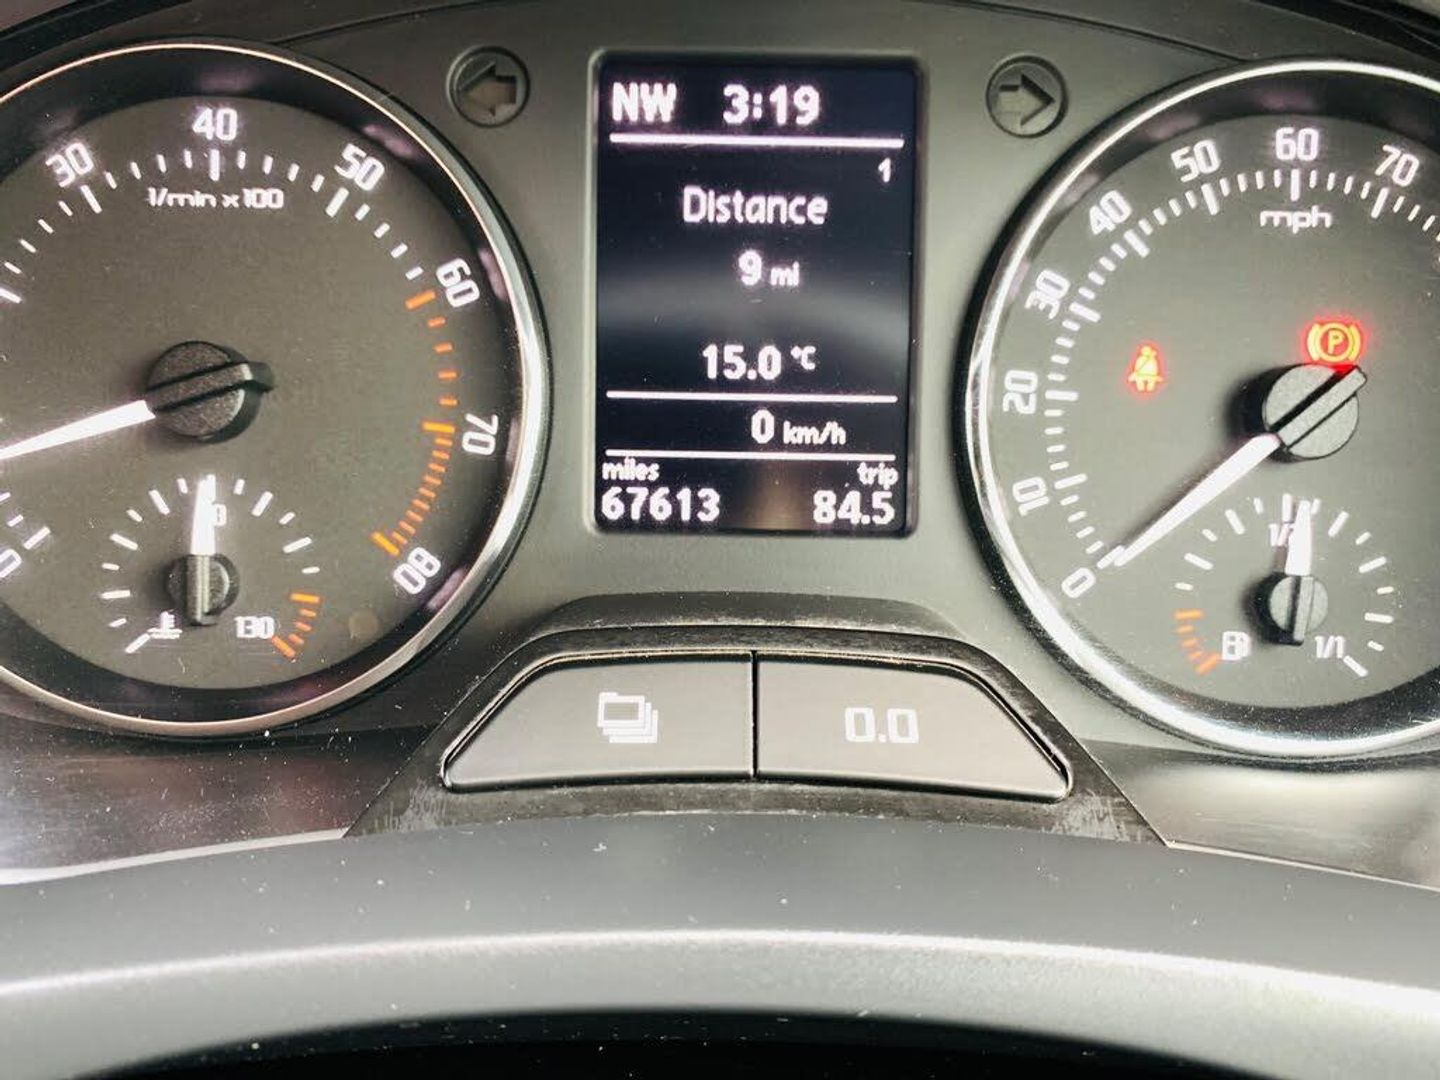 NW 3:19
1
Distance
9 mi
15.0 °C
0 km/h
miles trip
67613 84.5
0 30 40 50 60 70 80
1/min x 100
130
0 10 20 30 40 50 60 70
mph
P
1/2
1/1
0.0